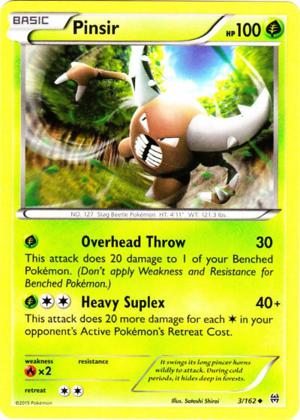 BASIC
Pinsir
HP 100
NO. 127 Stag Beetle Pokémon HT: 4'11" WT: 121.3 lbs.
Overhead Throw 30
This attack does 20 damage to 1 of your Benched
Pokémon. (Don't apply Weakness and Resistance for
Benched Pokémon.)
Heavy Suplex 40+
This attack does 20 more damage for each in
your opponent's Active Pokémon's Retreat Cost.
weakness
×2
resistance
retreat
It swings its long pincer horns
wildly to attack. During cold
periods, it hides deep in forests.
©2015 Pokémon
Illus. Satoshi Shirai
3/162